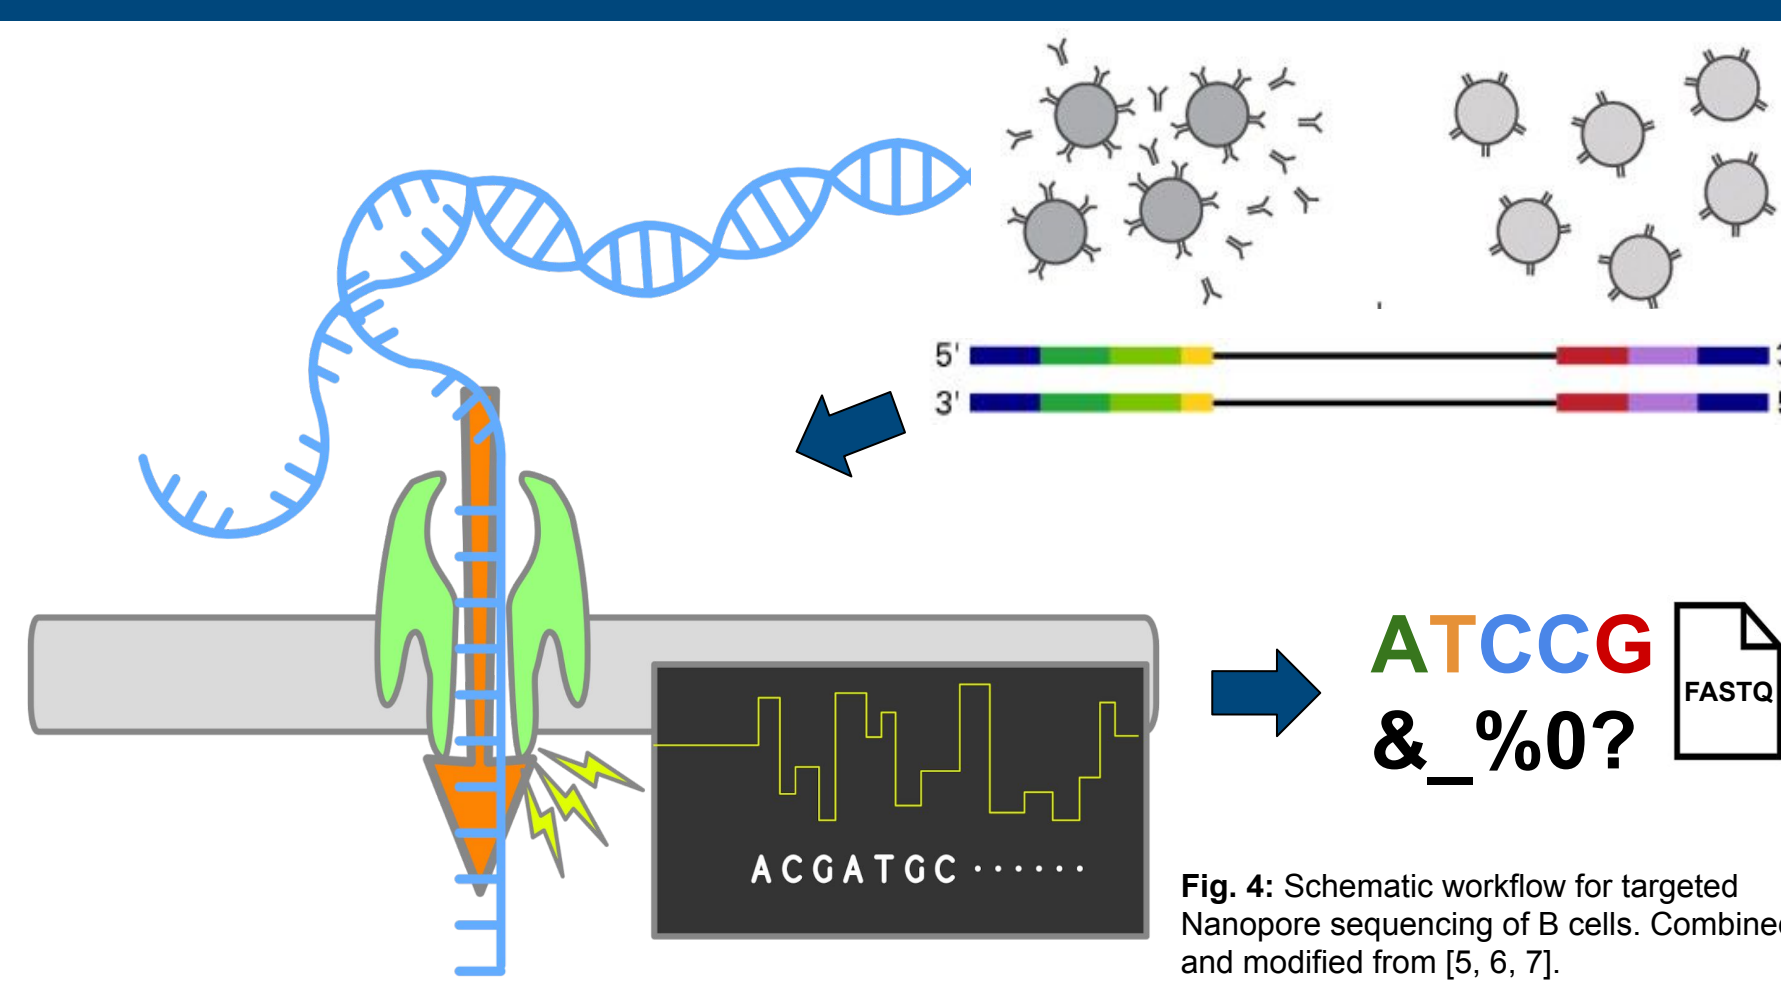 5'
3'
ATCCG
&_%0?
FASTQ
ACGATGC······
Fig. 4: Schematic workflow for targeted
Nanopore sequencing of B cells. Combined
and modified from [5, 6, 7].